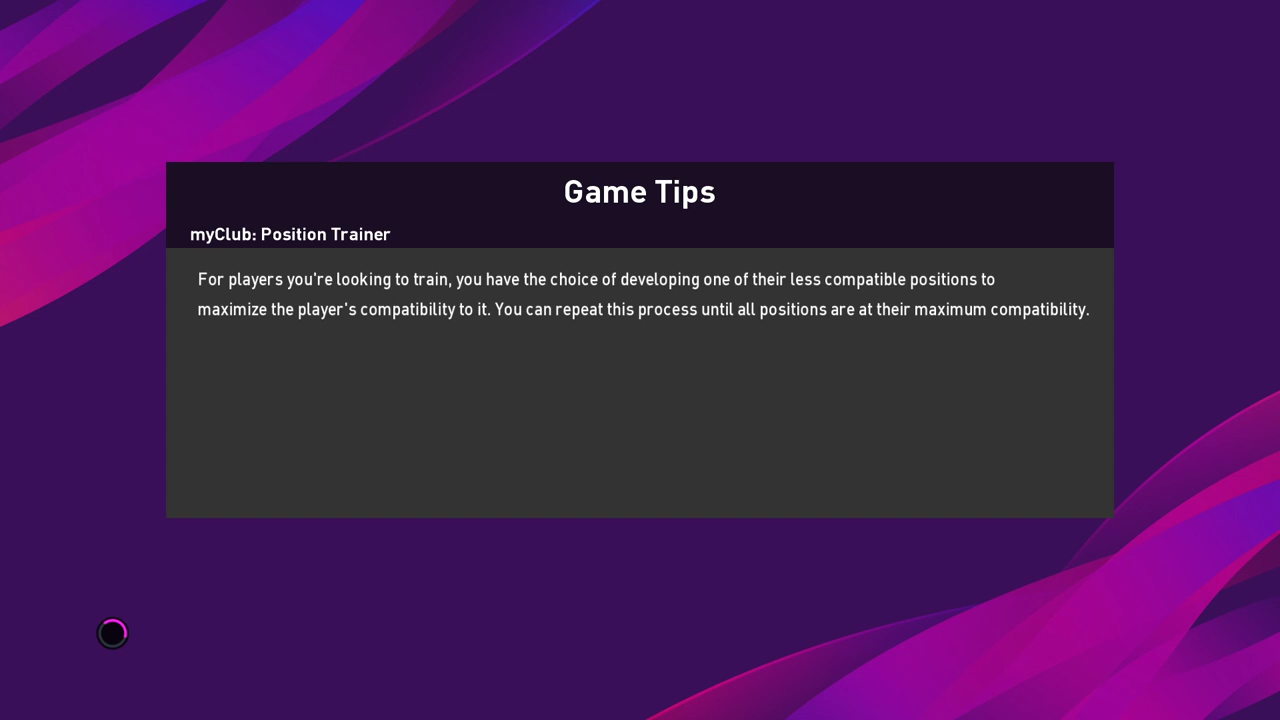 Game Tips
myClub: Position Trainer
For players you're looking to train, you have the choice of developing one of their less compatible positions to
maximize the player's compatibility to it. You can repeat this process until all positions are at their maximum compatibility.